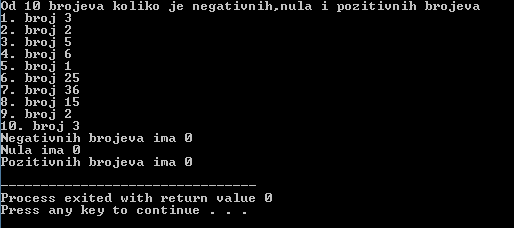 Od 10 brojeva koliko je negativnih,nula i pozitivnih brojeva
1. broj 3
2. broj 2
3. broj 5
4. broj 6
5. broj 1
6. broj 25
7. broj 36
8. broj 15
9. broj 2
10. broj 3
Negativnih brojeva ima 0
Nula ima 0
Pozitivnih brojeva ima 0
--------------------------------
Process exited with return value 0
Press any key to continue . . .